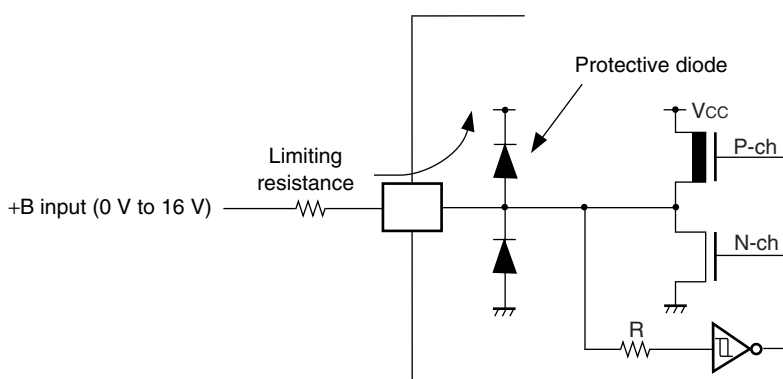 Protective diode
VCC
P-ch
Limiting
resistance
+B input (0 V to 16 V)
N-ch
R